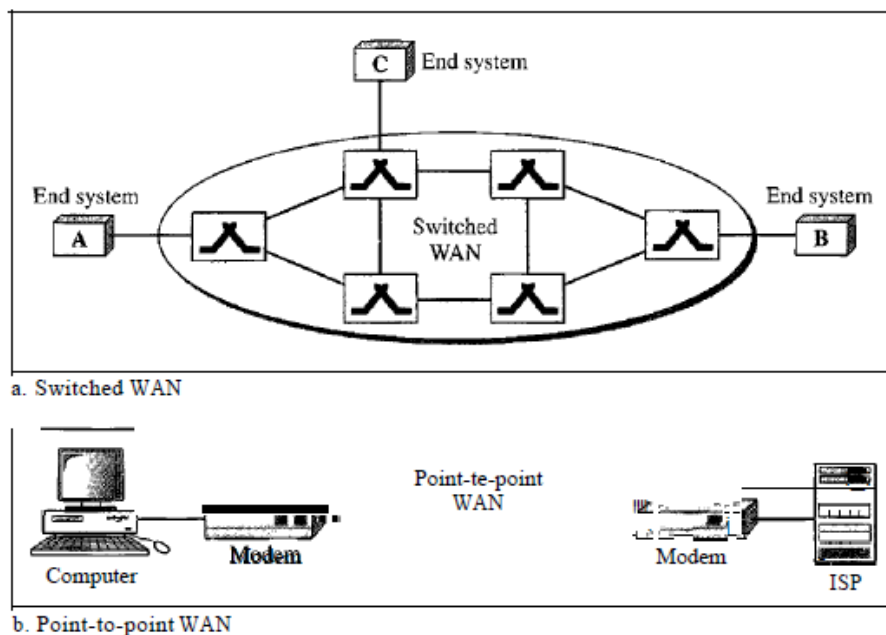 C
End system
End system
A
Switched
WAN
End system
B
a. Switched WAN
Point-te-point
WAN
Modem
Computer
Modem
ISP
b. Point-to-point WAN